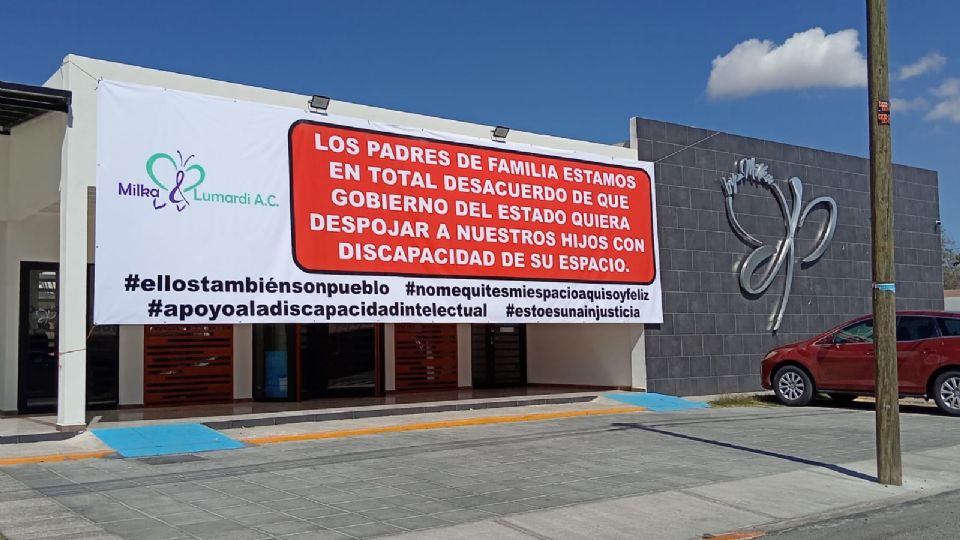 Milka Lumardi A.C.
LOS PADRES DE FAMILIA ESTAMOS
EN TOTAL DESACUERDO DE QUE
GOBIERNO DEL ESTADO QUIERA
DESPOJAR A NUESTROS HIJOS CON
DISCAPACIDAD DE SU ESPACIO.
#ellostambiénsonpueblo #nomequitesmiespacioaquisoyfeliz
#apoyoaladiscapacidadintelectual #estoesunainjusticia